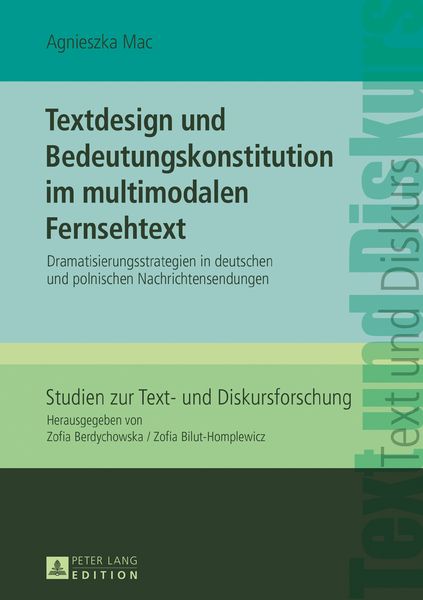 Agnieszka Mac
Textdesign und
Bedeutungskonstitution
im multimodalen
Fernsehtext
Dramatisierungsstrategien in deutschen
und polnischen Nachrichtensendungen
Studien zur Text- und Diskursforschung
Herausgegeben von
Zofia Berdychowska / Zofia Bilut-Homplewicz
PETER LANG
EDITION
Text und Diskurs
Text und Diskurs